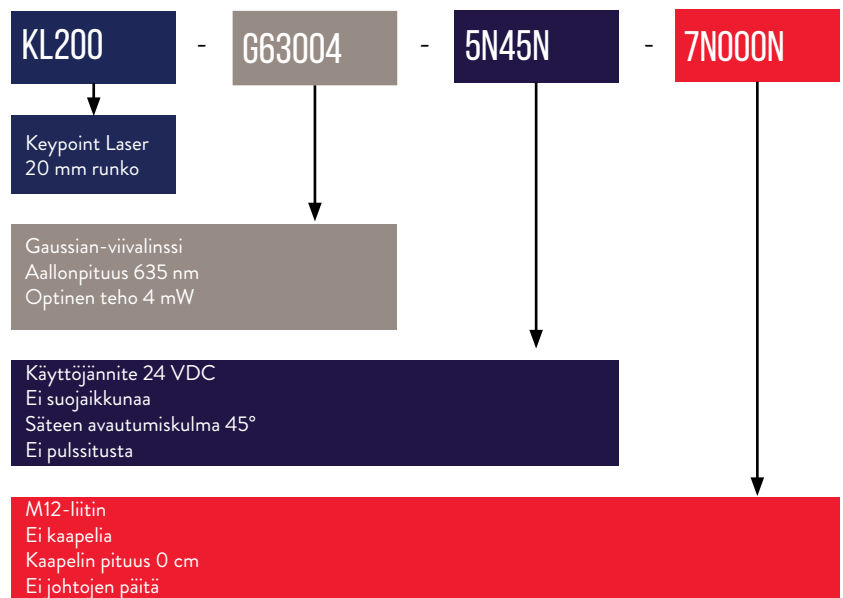 KL200 - G63004 - 5N45N - 7N000N
Keypoint Laser
20 mm runko
Gaussian-viivalinssi
Aallonpituus 635 nm
Optinen teho 4 mW
Käyttöjännite 24 VDC
Ei suojaikkunaa
Säteen avautumiskulma 45°
Ei pulssitusta
M12-liitin
Ei kaapelia
Kaapelin pituus 0 cm
Ei johtojen päitä